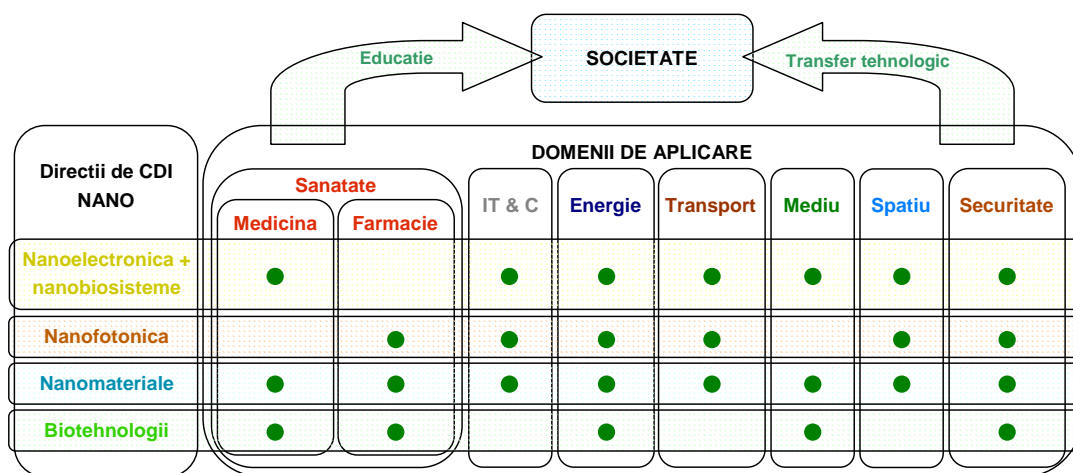 Educatie
SOCIETATE
Transfer tehnologic
Directii de CDI
NANO
DOMENII DE APLICARE
Sanatate
Medicina
Farmacie
IT & C
Energie
Transport
Mediu
Spatiu
Securitate
Nanoelectronica +
nanobiosisteme
Nanofotonica
Nanomateriale
Biotehnologii